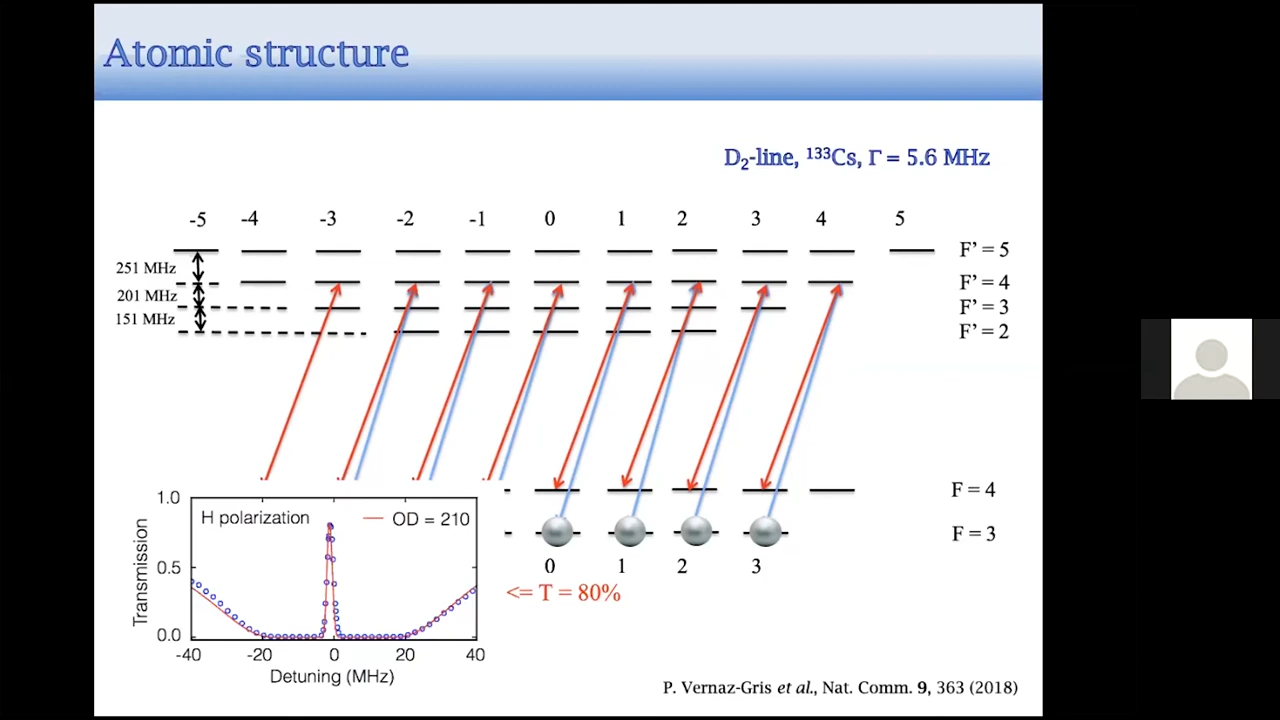 Atomic structure
D₂-line, ¹³³Cs, Γ = 5.6 MHz
-5 -4 -3 -2 -1 0 1 2 3 4 5
F' = 5
251 MHz
F' = 4
201 MHz
F' = 3
151 MHz
F' = 2
F = 4
F = 3
0 1 2 3
<= T = 80%
H polarization — OD = 210
Transmission
1.0
0.5
0.0
-40 -20 0 20 40
Detuning (MHz)
P. Vernaz-Gris et al., Nat. Comm. 9, 363 (2018)